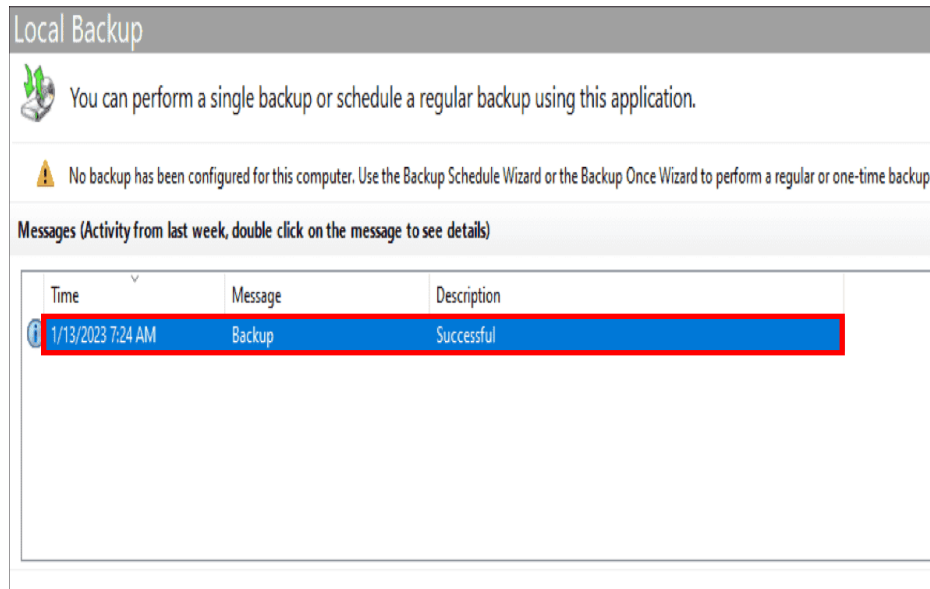 Local Backup
You can perform a single backup or schedule a regular backup using this application.
No backup has been configured for this computer. Use the Backup Schedule Wizard or the Backup Once Wizard to perform a regular or one-time backup
Messages (Activity from last week, double click on the message to see details)
Time Message Description
1/13/2023 7:24 AM Backup Successful